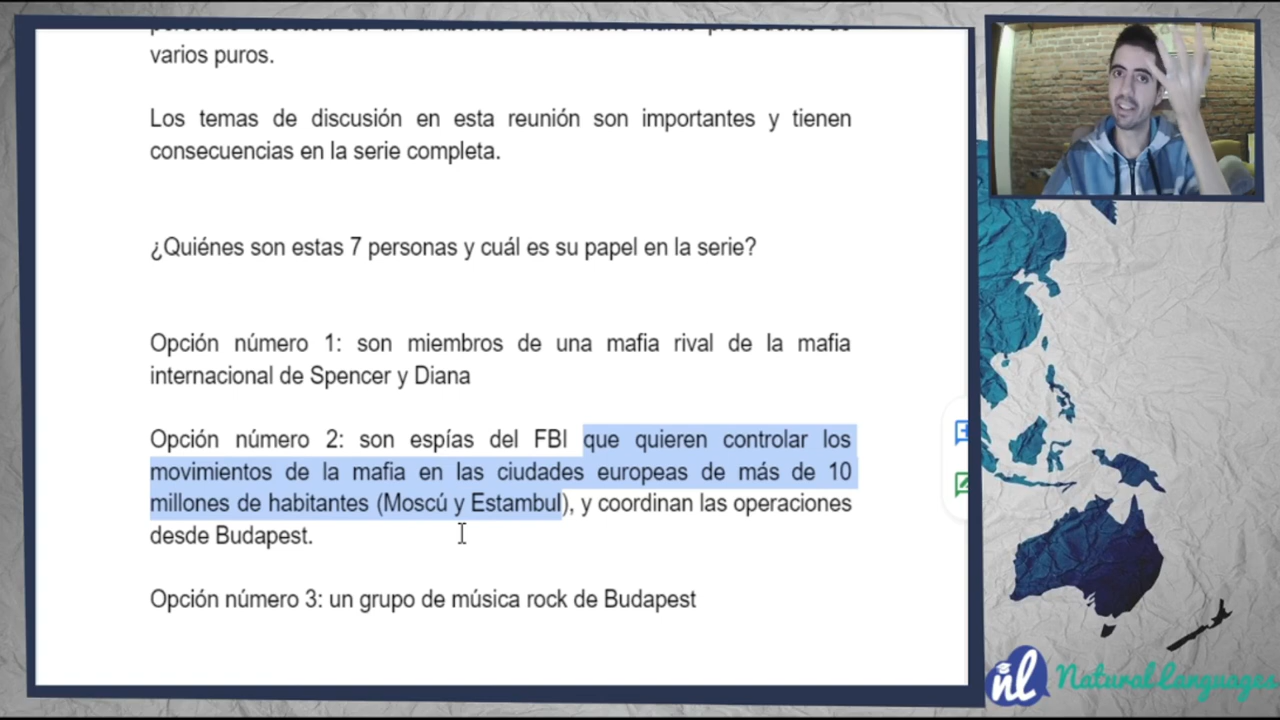 varios puros.
Los temas de discusión en esta reunión son importantes y tienen
consecuencias en la serie completa.
¿Quiénes son estas 7 personas y cuál es su papel en la serie?
Opción número 1: son miembros de una mafia rival de la mafia
internacional de Spencer y Diana
Opción número 2: son espías del FBI que quieren controlar los
movimientos de la mafia en las ciudades europeas de más de 10
millones de habitantes (Moscú y Estambul), y coordinan las operaciones
desde Budapest.
Opción número 3: un grupo de música rock de Budapest
nl Natural Languages